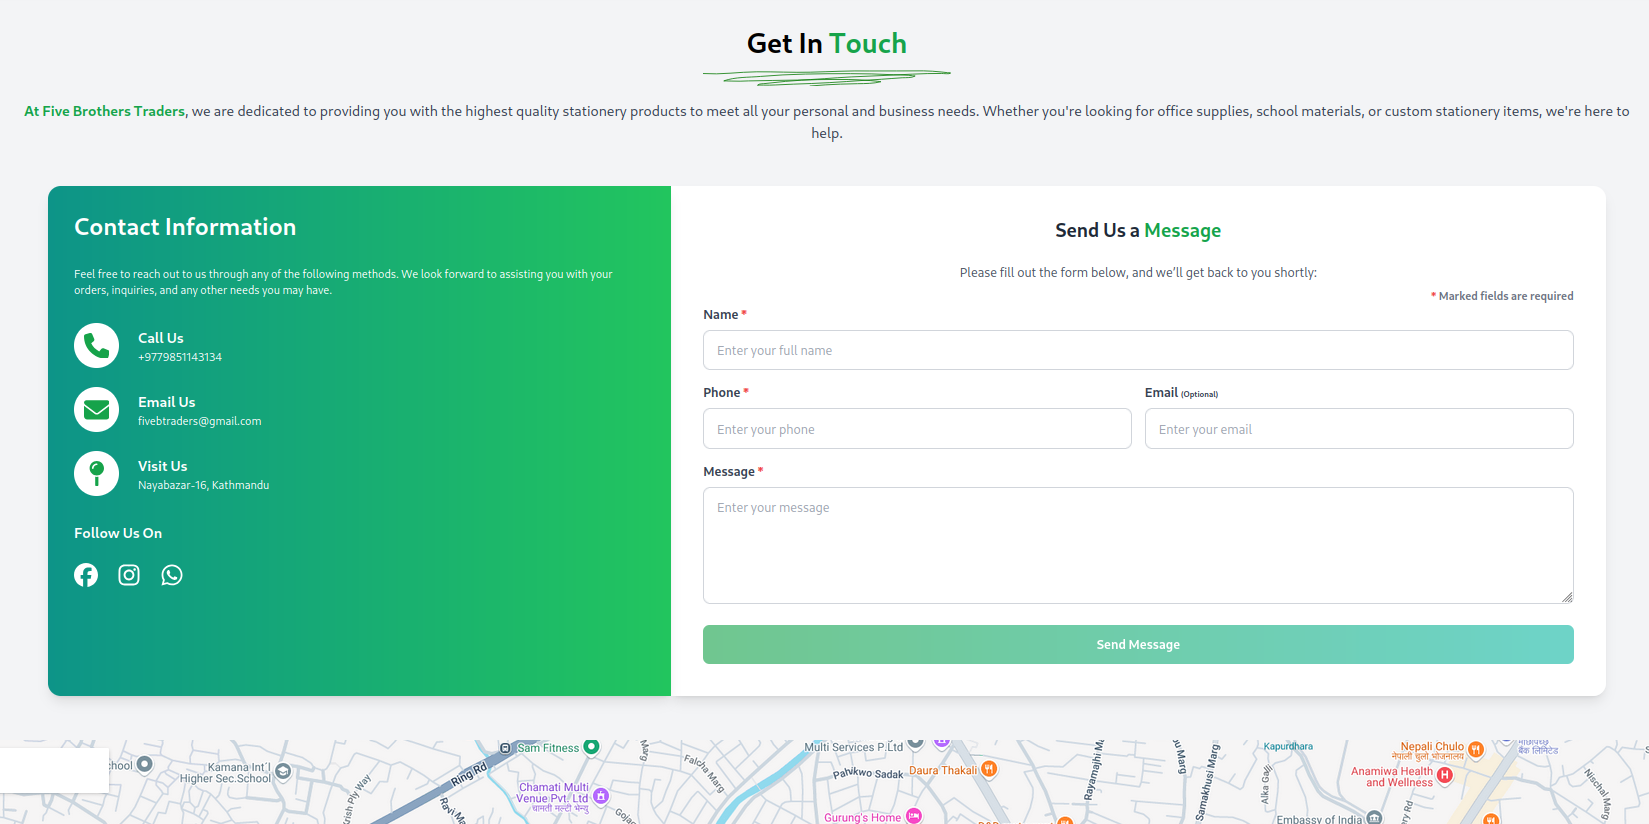 Get In Touch
At Five Brothers Traders, we are dedicated to providing you with the highest quality stationery products to meet all your personal and business needs. Whether you're looking for office supplies, school materials, or custom stationery items, we're here to
help.
Contact Information
Feel free to reach out to us through any of the following methods. We look forward to assisting you with your
orders, inquiries, and any other needs you may have.
Call Us
+9779851143134
Email Us
fivebtraders@gmail.com
Visit Us
Nayabazar-16, Kathmandu
Follow Us On
Send Us a Message
Please fill out the form below, and we’ll get back to you shortly:
* Marked fields are required
Name *
Enter your full name
Phone *
Enter your phone
Email (Optional)
Enter your email
Message *
Enter your message
Send Message
Kamana Int'l
Higher Sec.School
Ring Rd
Sam Fitness
Chamati Multi
Venue Pvt. Ltd
चामती मल्टी भेन्यु
Falcha Marg
Multi Services P.Ltd
Pahikwo Sadak
Daura Thakali
Gurung's Home
Samakhusi Marg
Kapurdhara
Alka Gali
Nepali Chulo
नेपाली चुलो भोजनालय
Anamiwa Health
and Wellness
Embassy of India
बैंक लिमिटेड
Nischal Marg